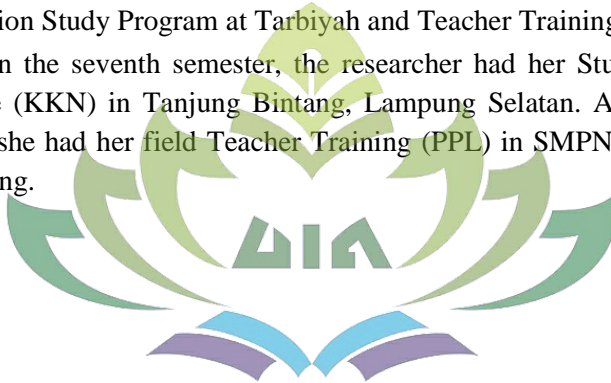 ion Study Program at Tarbiyah and Teacher Training
n the seventh semester, the researcher had her Stu
e (KKN) in Tanjung Bintang, Lampung Selatan. A
she had her field Teacher Training (PPL) in SMPN
ng.
UIN